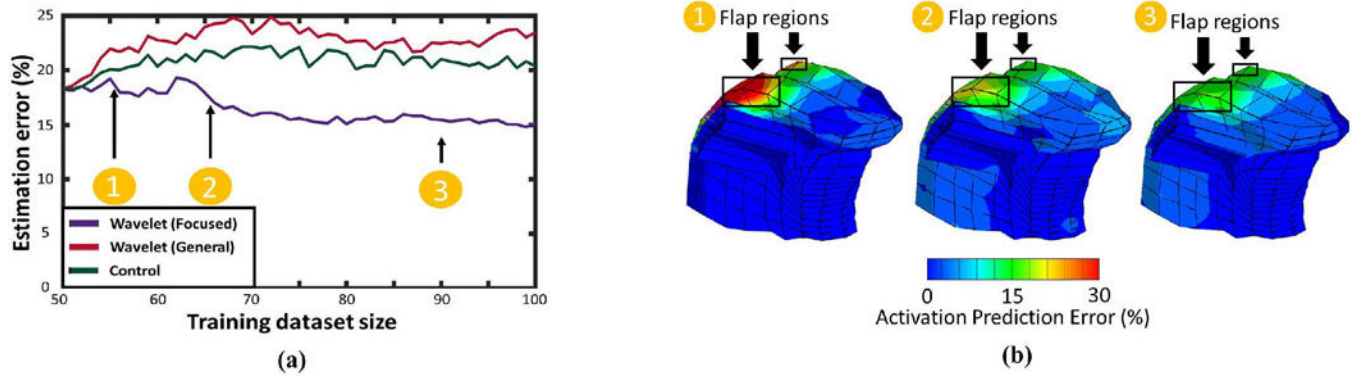 Estimation error (%)
25
20
15
10
5
0
1
2
3
Wavelet (Focused)
Wavelet (General)
Control
50
60
70
80
90
100
Training dataset size
(a)
1 Flap regions
2 Flap regions
3 Flap regions
0
15
30
Activation Prediction Error (%)
(b)